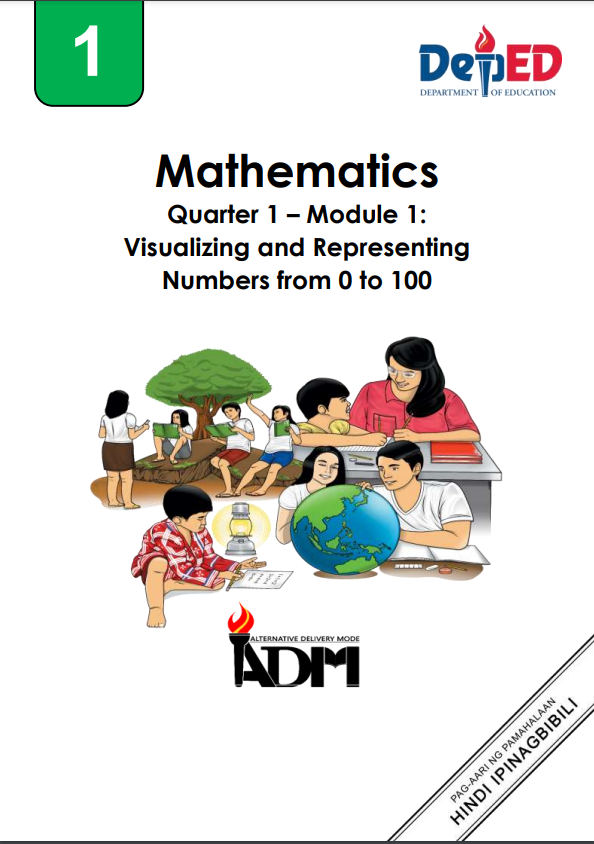 1
DepED
DEPARTMENT OF EDUCATION
Mathematics
Quarter 1 – Module 1:
Visualizing and Representing
Numbers from 0 to 100
ALTERNATIVE DELIVERY MODE
ADM
PAG-AARI NG PAMAHALAAN
HINDI IPINAGBIBILI